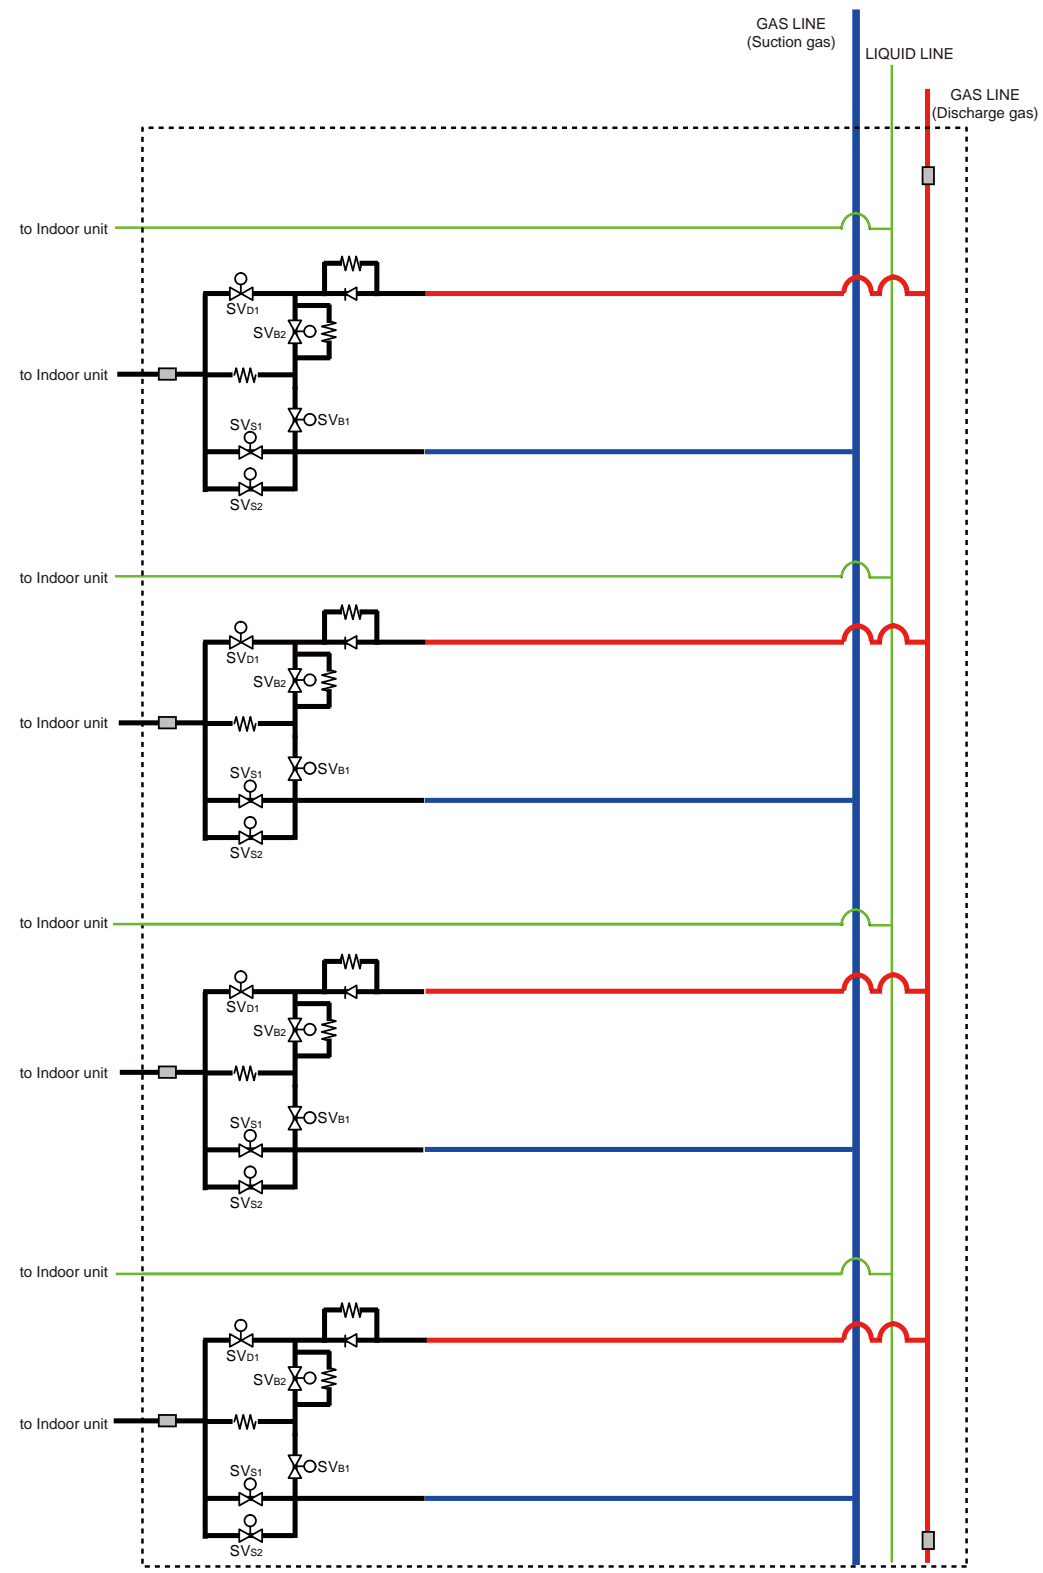 GAS LINE
(Suction gas)
LIQUID LINE
GAS LINE
(Discharge gas)
to Indoor unit
SVD1
SVB2
to Indoor unit
SVB1
SVS1
SVS2
to Indoor unit
SVD1
SVB2
to Indoor unit
SVB1
SVS1
SVS2
to Indoor unit
SVD1
SVB2
to Indoor unit
SVB1
SVS1
SVS2
to Indoor unit
SVD1
SVB2
to Indoor unit
SVB1
SVS1
SVS2